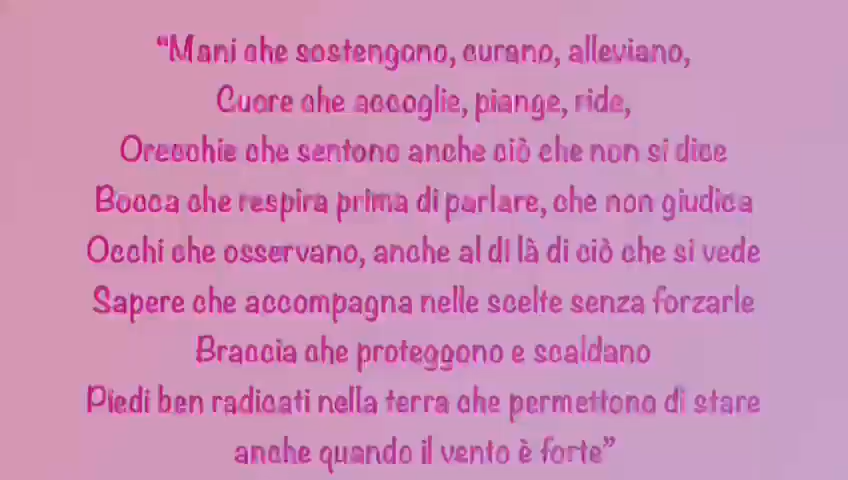 “Mani che sostengono, curano, alleviano,
Cuore che accoglie, piange, ride,
Orecchie che sentono anche ciò che non si dice
Bocca che respira prima di parlare, che non giudica
Occhi che osservano, anche al di là di ciò che si vede
Sapere che accompagna nelle scelte senza forzarle
Braccia che proteggono e scaldano
Piedi ben radicati nella terra che permettono di stare
anche quando il vento è forte”